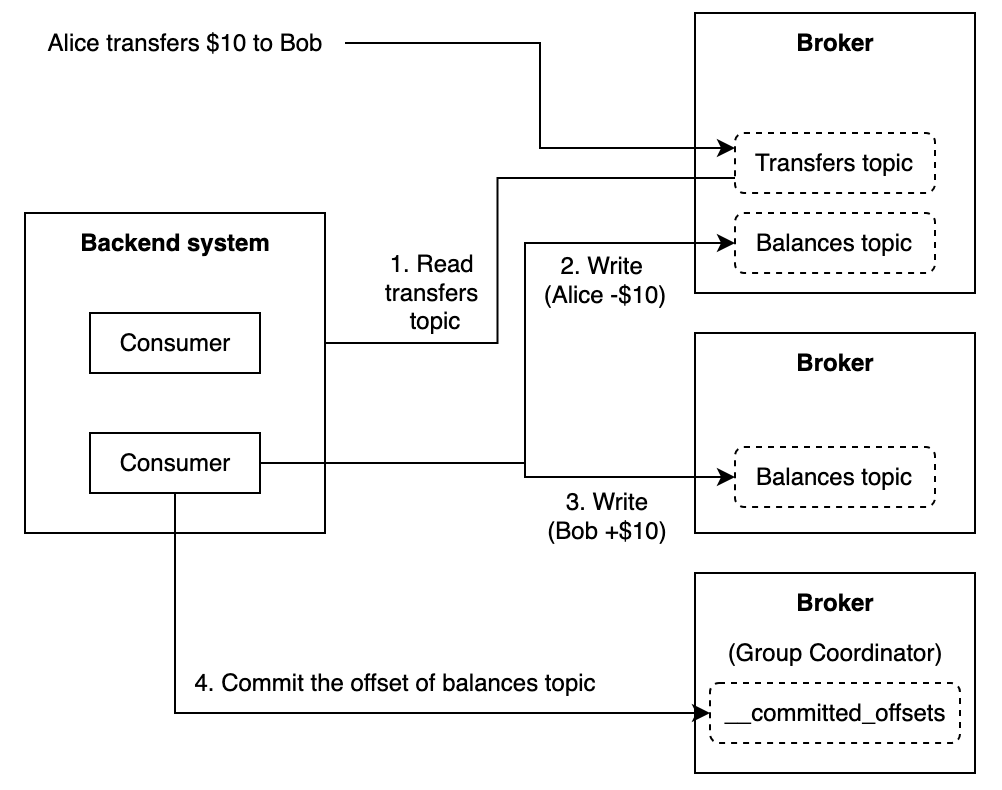 Alice transfers $10 to Bob
Broker
Transfers topic
Balances topic
Backend system
Consumer
Consumer
1. Read
transfers
topic
2. Write
(Alice -$10)
Broker
Balances topic
3. Write
(Bob +$10)
Broker
(Group Coordinator)
__committed_offsets
4. Commit the offset of balances topic